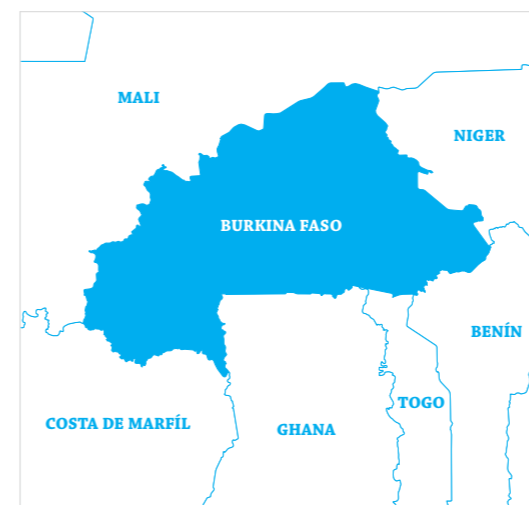 MALI
NIGER
BURKINA FASO
BENÍN
TOGO
COSTA DE MARFÍL
GHANA